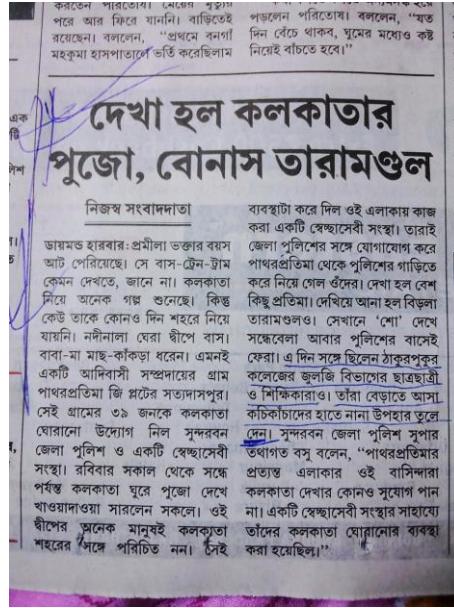 করতেন পরিতোষ। মেয়ের মৃত্যুর
পরে আর ফিরে যাননি। বাড়িতেই
রয়েছেন। বললেন, “প্রথমে বনগাঁ
মহকুমা হাসপাতালে ভর্তি করেছিলাম
পড়লেন পরিতোষ। বললেন, “যত
দিন বেঁচে থাকব, ঘুমের মধ্যেও কষ্ট
নিয়েই বাঁচতে হবে।”
দেখা হল কলকাতার
পুজো, বোনাস তারামণ্ডল
নিজস্ব সংবাদদাতা
ডায়মন্ড হারবার: প্রমীলা ভক্তার বয়স
আট পেরিয়েছে। সে বাস-ট্রেন-ট্রাম
কেমন দেখতে, জানে না। কলকাতা
নিয়ে অনেক গল্প শুনেছে। কিন্তু
কেউ তাকে কোনও দিন শহরে নিয়ে
যায়নি। নদীনালা ঘেরা দ্বীপে বাস।
বাবা-মা মাছ-কাঁকড়া ধরেন। এমনই
একটি আদিবাসী সম্প্রদায়ের গ্রাম
পাথরপ্রতিমা জি প্লটের সত্যদাসপুর।
সেই গ্রামের ৩৯ জনকে কলকাতা
ঘোরানো উদ্যোগ নিল সুন্দরবন
জেলা পুলিশ ও একটি স্বেচ্ছাসেবী
সংস্থা। রবিবার সকাল থেকে সন্ধে
পর্যন্ত কলকাতা ঘুরে পুজো দেখে
খাওয়াদাওয়া সারলেন সকলে। ওই
দ্বীপের অনেক মানুষই কলকাতা
শহরের সঙ্গে পরিচিত নন। সেই
ব্যবস্থাটা করে দিল ওই এলাকায় কাজ
করা একটি স্বেচ্ছাসেবী সংস্থা। তারাই
জেলা পুলিশের সঙ্গে যোগাযোগ করে
পাথরপ্রতিমা থেকে পুলিশের গাড়িতে
করে নিয়ে গেল ওঁদের। দেখা হল বেশ
কিছু প্রতিমা। দেখিয়ে আনা হল বিড়লা
তারামণ্ডলও। সেখানে ‘শো’ দেখে
সন্ধেবেলা আবার পুলিশের বাসেই
ফেরা। এ দিন সঙ্গে ছিলেন ঠাকুরপুকুর
কলেজের জুলজি বিভাগের ছাত্রছাত্রী
ও শিক্ষিকারাও। তাঁরা বেড়াতে আসা
কচিকাঁচাদের হাতে নানা উপহার তুলে
দেন। সুন্দরবন জেলা পুলিশ সুপার
তথাগত বসু বলেন, “পাথরপ্রতিমার
প্রত্যন্ত এলাকার ওই বাসিন্দারা
কলকাতা দেখার কোনও সুযোগ পান
না। একটি স্বেচ্ছাসেবী সংস্থার সাহায্যে
তাঁদের কলকাতা ঘোরানোর ব্যবস্থা
করা হয়েছিল।”